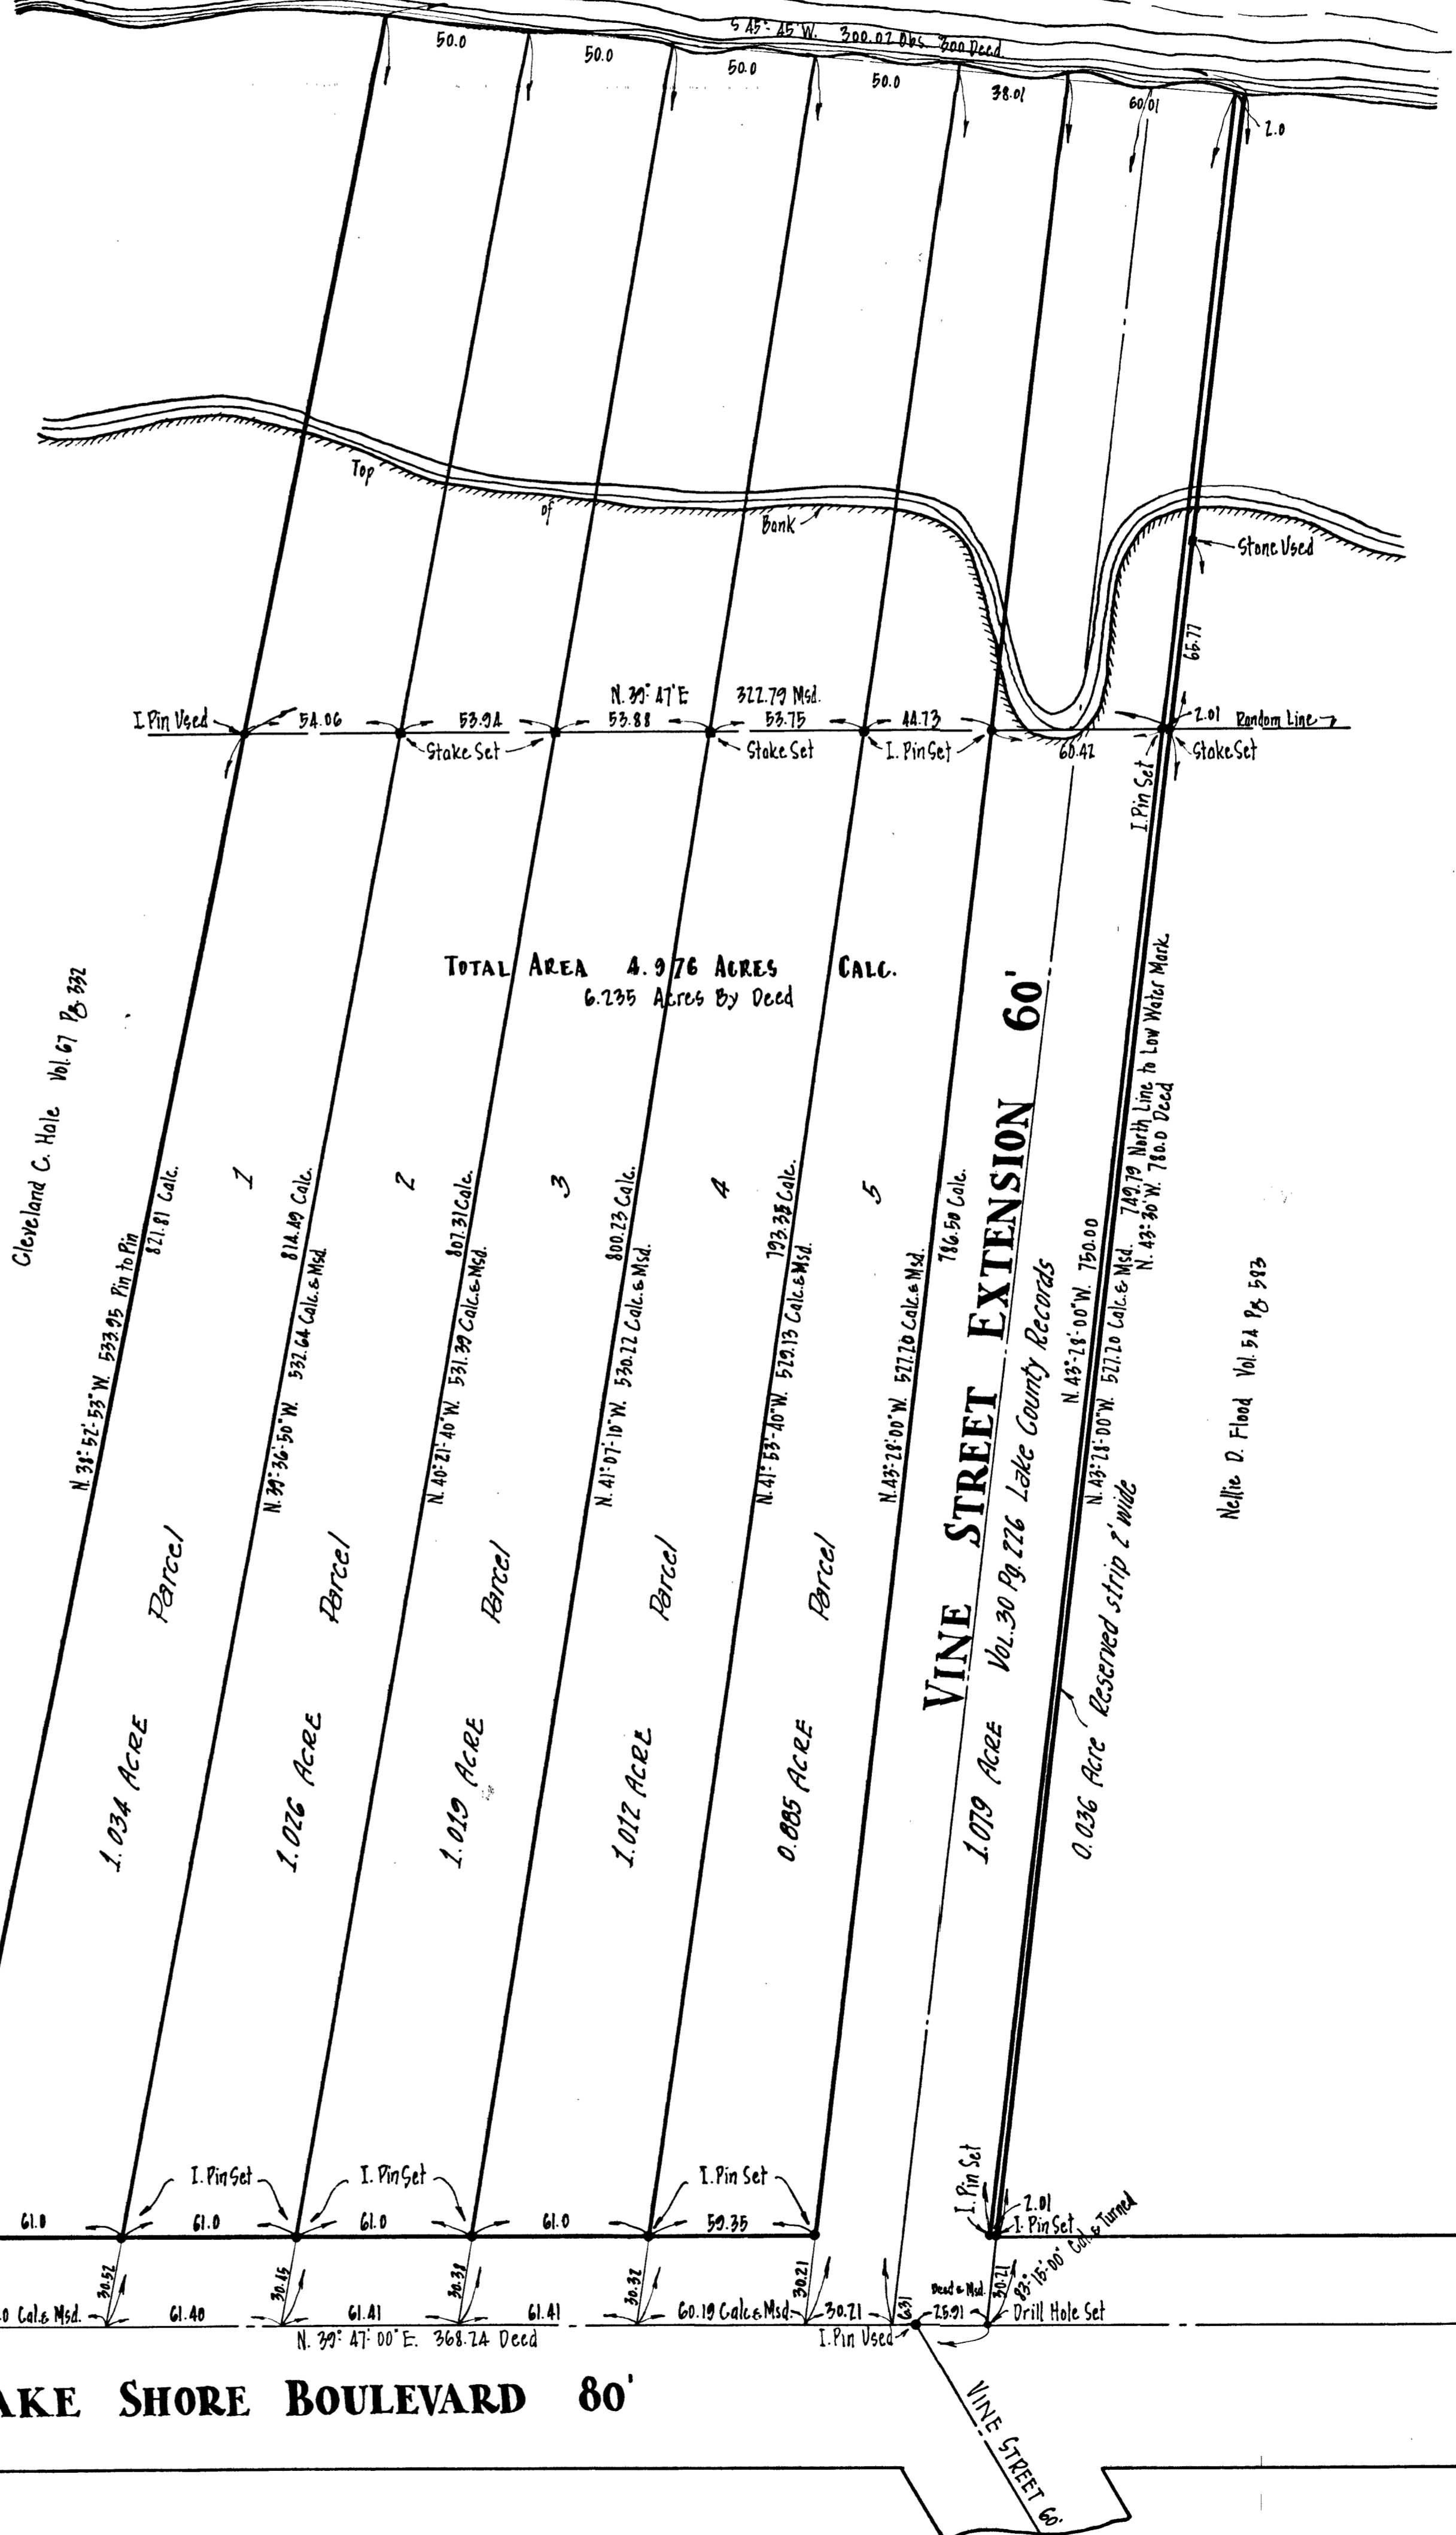 S 45°-45' W. 300.02 Obs. 300 Deed
50.0
50.0
50.0
50.0
38.01
60.01
2.0
Top of Bank
Stone Used
65.77
N. 39° 47' E 322.79 Msd.
I. Pin Used
54.06
53.94
53.88
53.75
44.73
60.42
2.01
Random Line
Stake Set
Stake Set
I. Pin Set
I. Pin Set
Stake Set
TOTAL AREA 4.976 ACRES CALC.
6.235 Acres By Deed
Cleveland C. Hale Vol. 67 Pg 332
N. 38°-52'-53" W. 533.95 Pin to Pin
821.81 Calc.
Parcel 1
1.034 ACRE
N. 39°-36'-50" W. 532.64 Calc. & Msd.
814.49 Calc.
Parcel 2
1.026 ACRE
N. 40°-21'-40" W. 531.39 Calc. & Msd.
807.31 Calc.
Parcel 3
1.019 ACRE
N. 41°-07'-10" W. 530.22 Calc. & Msd.
800.23 Calc.
Parcel 4
1.012 ACRE
N. 41°-53'-40" W. 529.13 Calc. & Msd.
Calc.
Parcel 5
0.885 ACRE
N. 43°-28'-00" W. 527.20 Calc. & Msd.
786.50 Calc.
VINE STREET EXTENSION 60'
VOL. 30 Pg. 226 Lake County Records
1.079 ACRE
N. 43°-28'-00" W. 750.00
N. 43°-28'-00" W. 527.20 Calc. & Msd. 749.79 North Line to Low Water Mark.
N. 43°-30' W. 780.0 Deed
0.036 Acre Reserved strip 2' wide
Nellie D. Flood Vol. 54 Pg 583
I. Pin Set
I. Pin Set
I. Pin Set
I. Pin Set
2.01
I. Pin Set
61.0
61.0
61.0
61.0
59.35
30.52
30.45
30.38
30.32
30.21
30.21
83°-15'-00" Cal. & Turned
0 Cal. & Msd.
61.40
61.41
61.41
60.19 Calc & Msd.
30.21
6.31
Deed & Msd.
25.91
Drill Hole Set
I. Pin Used
N. 39° 47' 00" E. 368.24 Deed
AKE SHORE BOULEVARD 80'
VINE STREET 60'